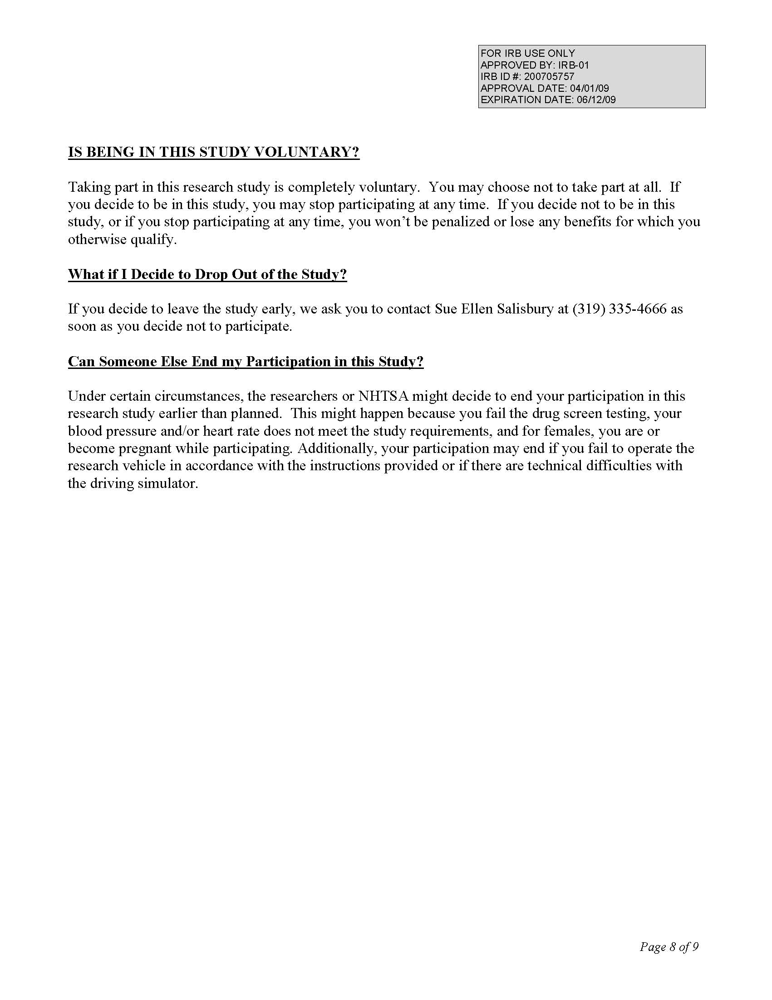 FOR IRB USE ONLY
APPROVED BY: IRB-01
IRB ID #: 200705757
APPROVAL DATE: 04/01/09
EXPIRATION DATE: 06/12/09
IS BEING IN THIS STUDY VOLUNTARY?
Taking part in this research study is completely voluntary.  You may choose not to take part at all.  If
you decide to be in this study, you may stop participating at any time.  If you decide not to be in this
study, or if you stop participating at any time, you won’t be penalized or lose any benefits for which you
otherwise qualify.
What if I Decide to Drop Out of the Study?
If you decide to leave the study early, we ask you to contact Sue Ellen Salisbury at (319) 335-4666 as
soon as you decide not to participate.
Can Someone Else End my Participation in this Study?
Under certain circumstances, the researchers or NHTSA might decide to end your participation in this
research study earlier than planned.  This might happen because you fail the drug screen testing, your
blood pressure and/or heart rate does not meet the study requirements, and for females, you are or
become pregnant while participating. Additionally, your participation may end if you fail to operate the
research vehicle in accordance with the instructions provided or if there are technical difficulties with
the driving simulator.
Page 8 of 9